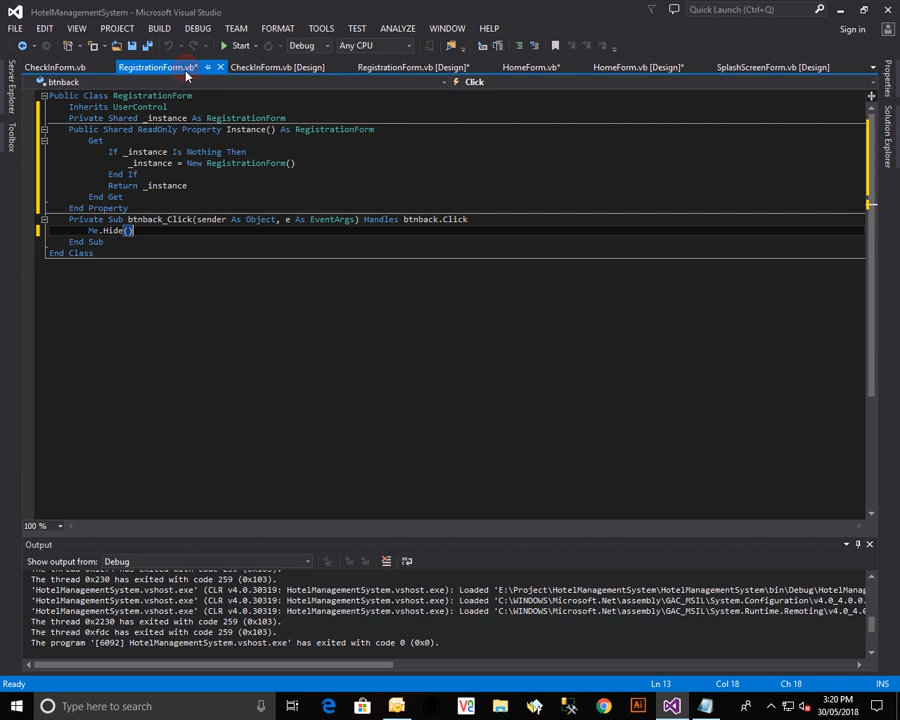 HotelManagementSystem - Microsoft Visual Studio
Quick Launch (Ctrl+Q)
FILE EDIT VIEW PROJECT BUILD DEBUG TEAM FORMAT TOOLS TEST ANALYZE WINDOW HELP
Sign in
Start Debug Any CPU
CheckInForm.vb RegistrationForm.vb* CheckInForm.vb [Design] RegistrationForm.vb [Design]* HomeForm.vb* HomeForm.vb [Design]* SplashScreenForm.vb [Design]
btnback Click
Server Explorer
Toolbox
Properties
Solution Explorer
Public Class RegistrationForm
Inherits UserControl
Private Shared _instance As RegistrationForm
Public Shared ReadOnly Property Instance() As RegistrationForm
Get
If _instance Is Nothing Then
_instance = New RegistrationForm()
End If
Return _instance
End Get
End Property
Private Sub btnback_Click(sender As Object, e As EventArgs) Handles btnback.Click
Me.Hide()
End Sub
End Class
100 %
Output
Show output from: Debug
The thread 0x230 has exited with code 259 (0x103).
'HotelManagementSystem.vshost.exe' (CLR v4.0.30319: HotelManagementSystem.vshost.exe): Loaded 'E:\Project\HotelManagementSystem\HotelManagementSystem\bin\Debug\HotelManag
'HotelManagementSystem.vshost.exe' (CLR v4.0.30319: HotelManagementSystem.vshost.exe): Loaded 'C:\WINDOWS\Microsoft.Net\assembly\GAC_MSIL\System.Configuration\v4.0_4.0.0.
'HotelManagementSystem.vshost.exe' (CLR v4.0.30319: HotelManagementSystem.vshost.exe): Loaded 'C:\WINDOWS\Microsoft.Net\assembly\GAC_MSIL\System.Runtime.Remoting\v4.0_4.0
The thread 0x2230 has exited with code 259 (0x103).
The thread 0xfdc has exited with code 259 (0x103).
The program '[6092] HotelManagementSystem.vshost.exe' has exited with code 0 (0x0).
Ready Ln 13 Col 18 Ch 18 INS
Type here to search
3:20 PM
30/05/2018